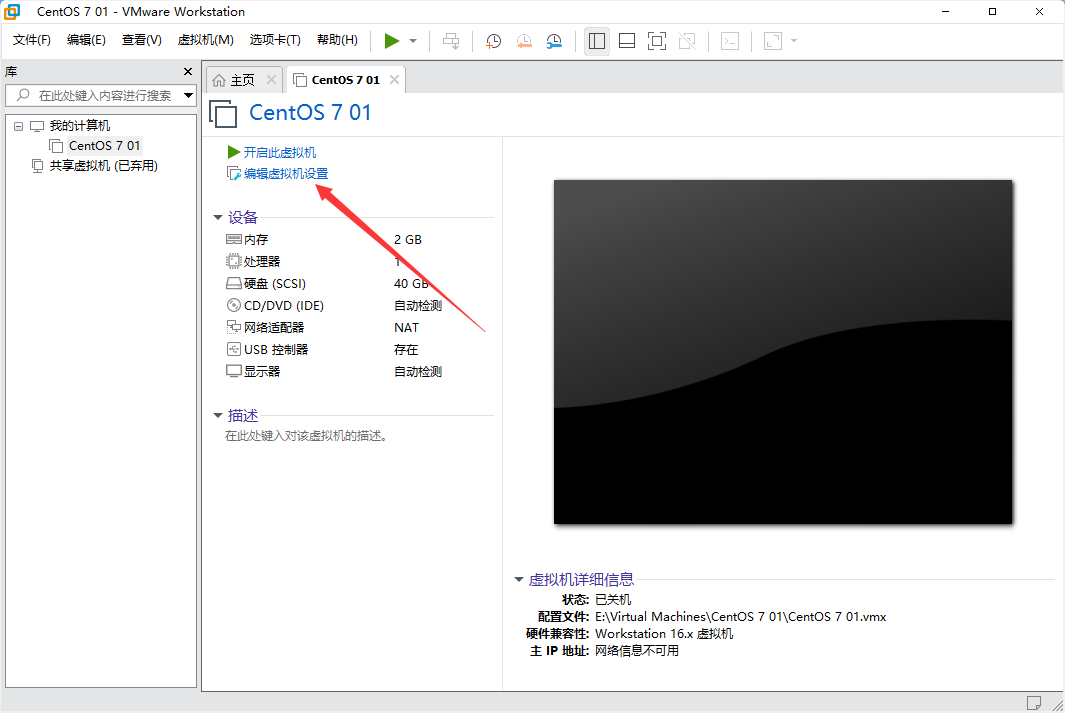 CentOS 7 01 - VMware Workstation
文件(F) 编辑(E) 查看(V) 虚拟机(M) 选项卡(T) 帮助(H)
库
在此处键入内容进行搜索
我的计算机
CentOS 7 01
共享虚拟机 (已弃用)
主页
CentOS 7 01
CentOS 7 01
开启此虚拟机
编辑虚拟机设置
设备
内存 2 GB
处理器 1
硬盘 (SCSI) 40 GB
CD/DVD (IDE) 自动检测
网络适配器 NAT
USB 控制器 存在
显示器 自动检测
描述
在此处键入对该虚拟机的描述。
虚拟机详细信息
状态: 已关机
配置文件: E:\Virtual Machines\CentOS 7 01\CentOS 7 01.vmx
硬件兼容性: Workstation 16.x 虚拟机
主 IP 地址: 网络信息不可用